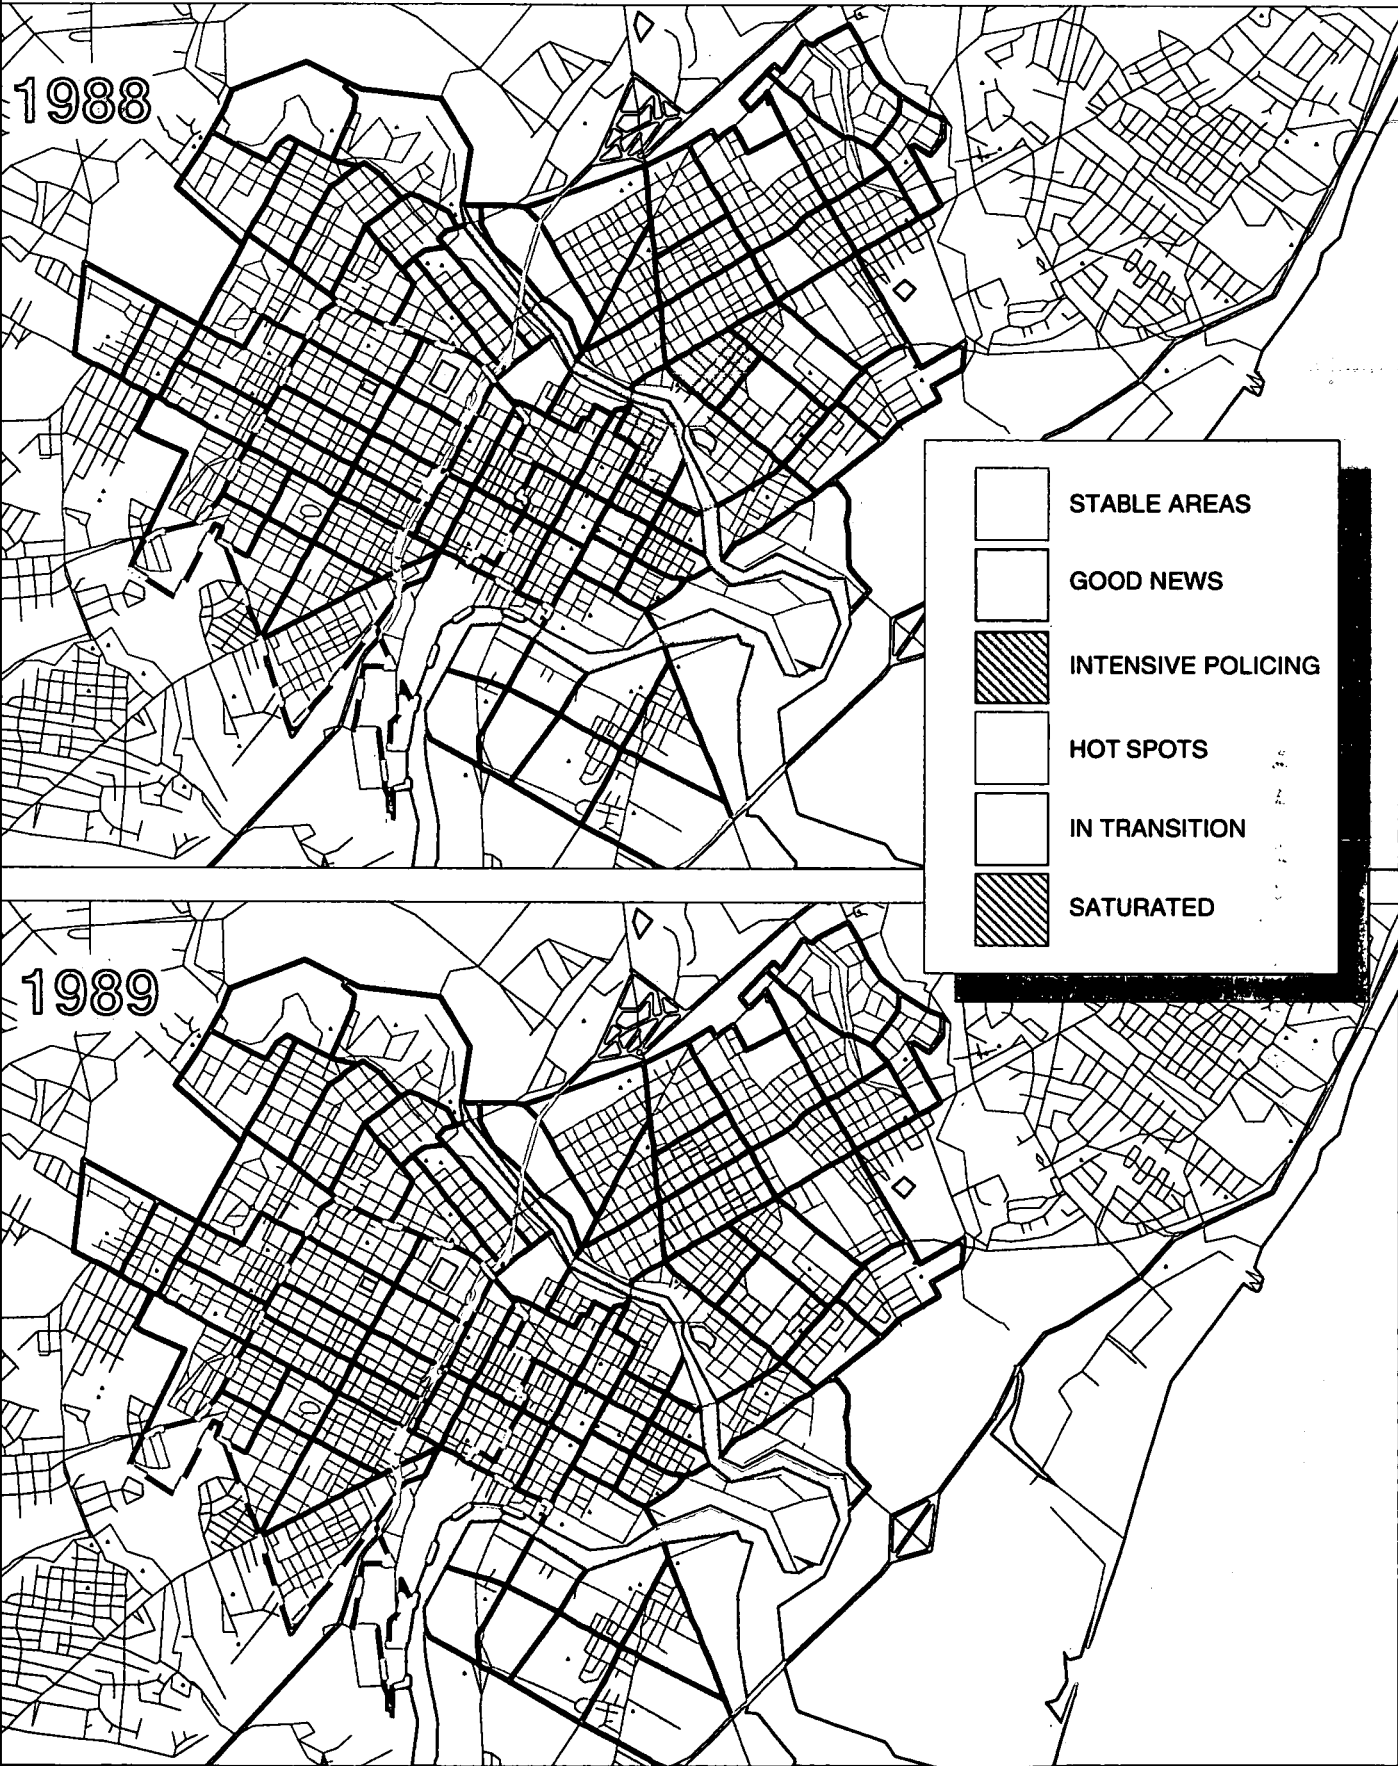 1988
STABLE AREAS
GOOD NEWS
INTENSIVE POLICING
HOT SPOTS
IN TRANSITION
SATURATED
1989